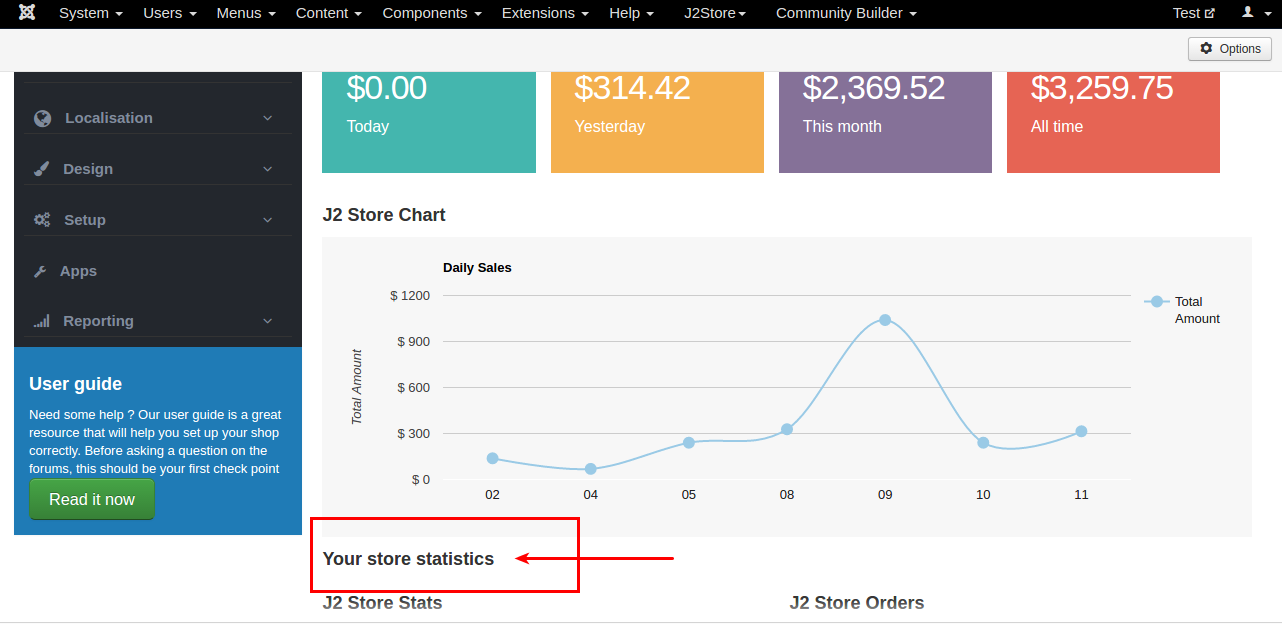 System Users Menus Content Components Extensions Help J2Store Community Builder Test
Options
Localisation
Design
Setup
Apps
Reporting
User guide
Need some help ? Our user guide is a great
resource that will help you set up your shop
correctly. Before asking a question on the
forums, this should be your first check point
Read it now
$0.00
Today
$314.42
Yesterday
$2,369.52
This month
$3,259.75
All time
J2 Store Chart
Daily Sales
Total Amount
$ 1200
$ 900
$ 600
$ 300
$ 0
02 04 05 08 09 10 11
Total
Amount
Your store statistics
J2 Store Stats
J2 Store Orders